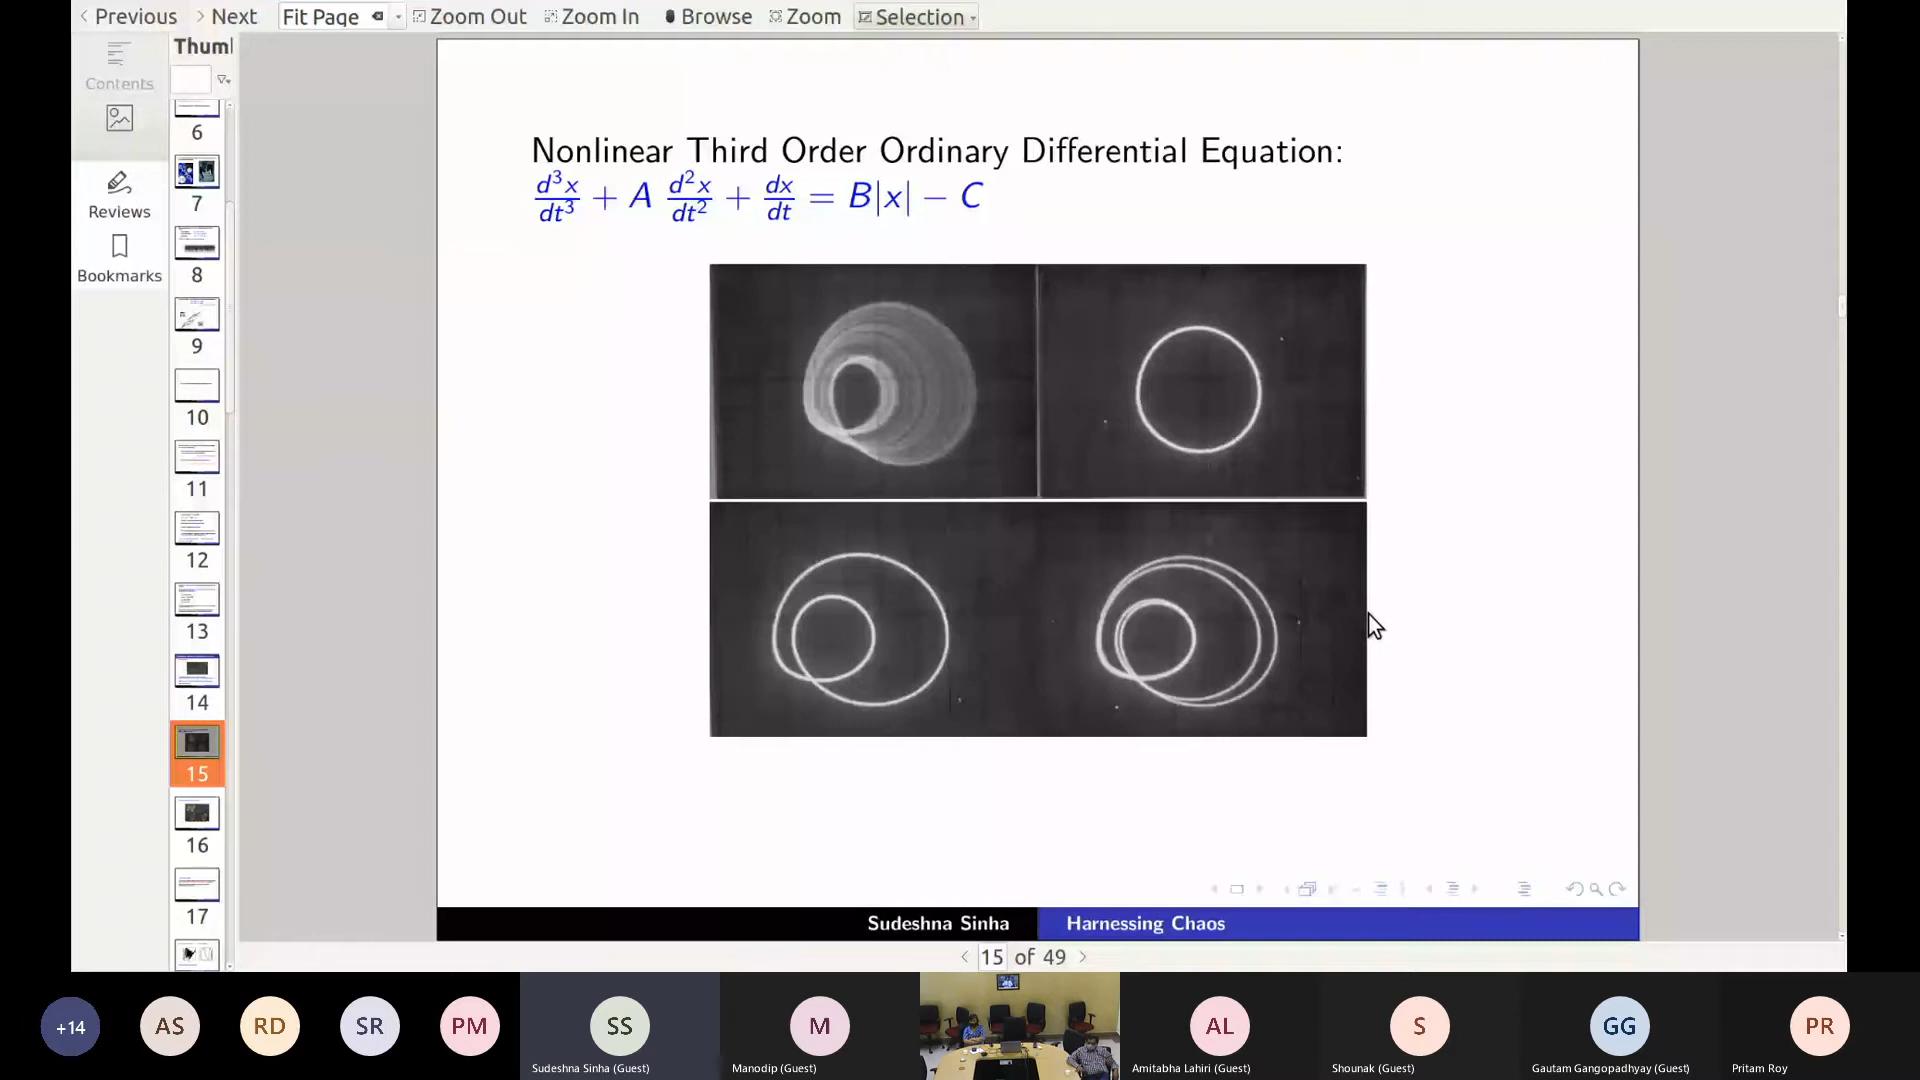 Previous Next Fit Page Zoom Out Zoom In Browse Zoom Selection
Thuml
Contents
Reviews
Bookmarks
6
7
8
9
10
11
12
13
14
15
16
17
Nonlinear Third Order Ordinary Differential Equation:
d³x/dt³ + A d²x/dt² + dx/dt = B|x| − C
Sudeshna Sinha Harnessing Chaos
15 of 49
+14 AS RD SR PM SS M AL S GG PR
Sudeshna Sinha (Guest) Manodip (Guest) Amitabha Lahiri (Guest) Shounak (Guest) Gautam Gangopadhyay (Guest) Pritam Roy